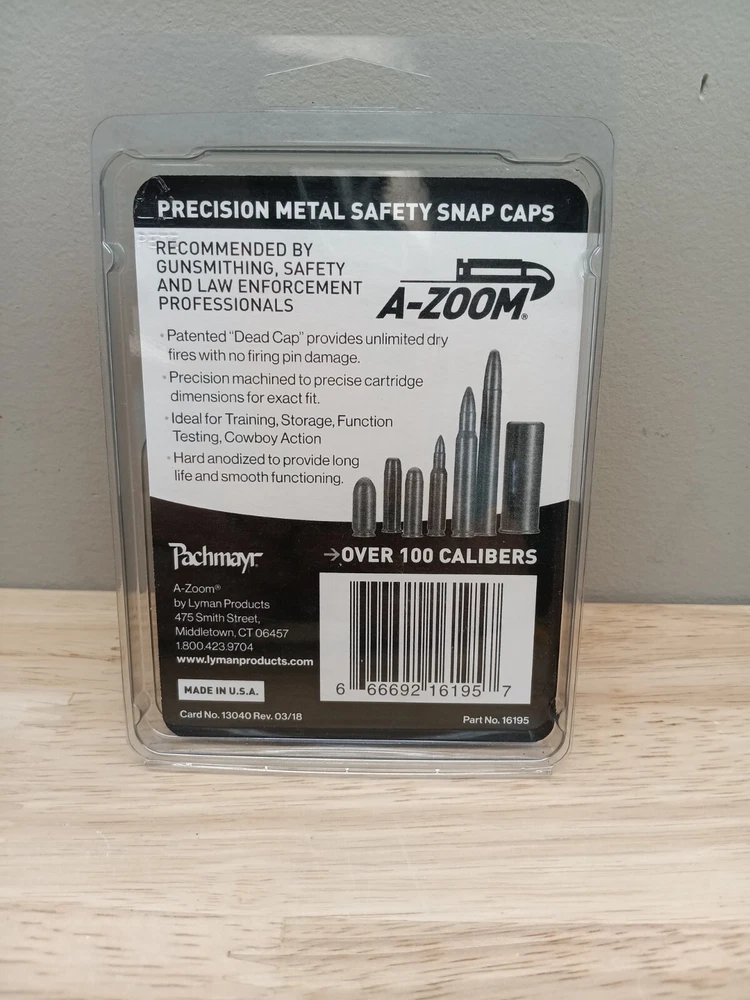 PRECISION METAL SAFETY SNAP CAPS
RECOMMENDED BY
GUNSMITHING, SAFETY
AND LAW ENFORCEMENT
PROFESSIONALS
A-ZOOM®
• Patented "Dead Cap" provides unlimited dry
fires with no firing pin damage.
• Precision machined to precise cartridge
dimensions for exact fit.
• Ideal for Training, Storage, Function
Testing, Cowboy Action
• Hard anodized to provide long
life and smooth functioning.
Pachmayr
→OVER 100 CALIBERS
A-Zoom®
by Lyman Products
475 Smith Street,
Middletown, CT 06457
1.800.423.9704
www.lymanproducts.com
MADE IN U.S.A.
6 66692 16195 7
Card No. 13040 Rev. 03/18
Part No. 16195